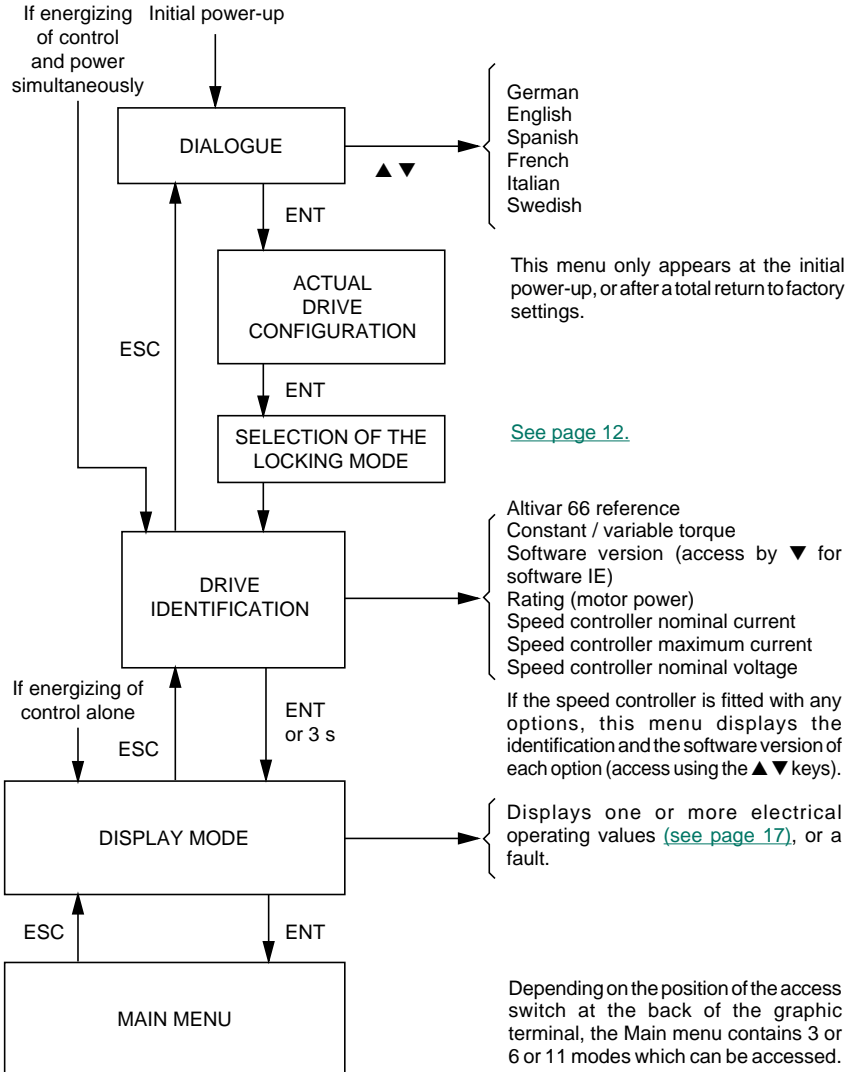 If energizing
of control
and power
simultaneously
Initial power-up
DIALOGUE
▲ ▼
German
English
Spanish
French
Italian
Swedish
ENT
ACTUAL
DRIVE
CONFIGURATION
This menu only appears at the initial
power-up, or after a total return to factory
settings.
ESC
ENT
SELECTION OF THE
LOCKING MODE
See page 12.
DRIVE
IDENTIFICATION
Altivar 66 reference
Constant / variable torque
Software version (access by ▼ for
software IE)
Rating (motor power)
Speed controller nominal current
Speed controller maximum current
Speed controller nominal voltage
If the speed controller is fitted with any
options, this menu displays the
identification and the software version of
each option (access using the ▲ ▼ keys).
If energizing of
control alone
ESC
ENT
or 3 s
DISPLAY MODE
Displays one or more electrical
operating values (see page 17), or a
fault.
ESC
ENT
MAIN MENU
Depending on the position of the access
switch at the back of the graphic
terminal, the Main menu contains 3 or
6 or 11 modes which can be accessed.